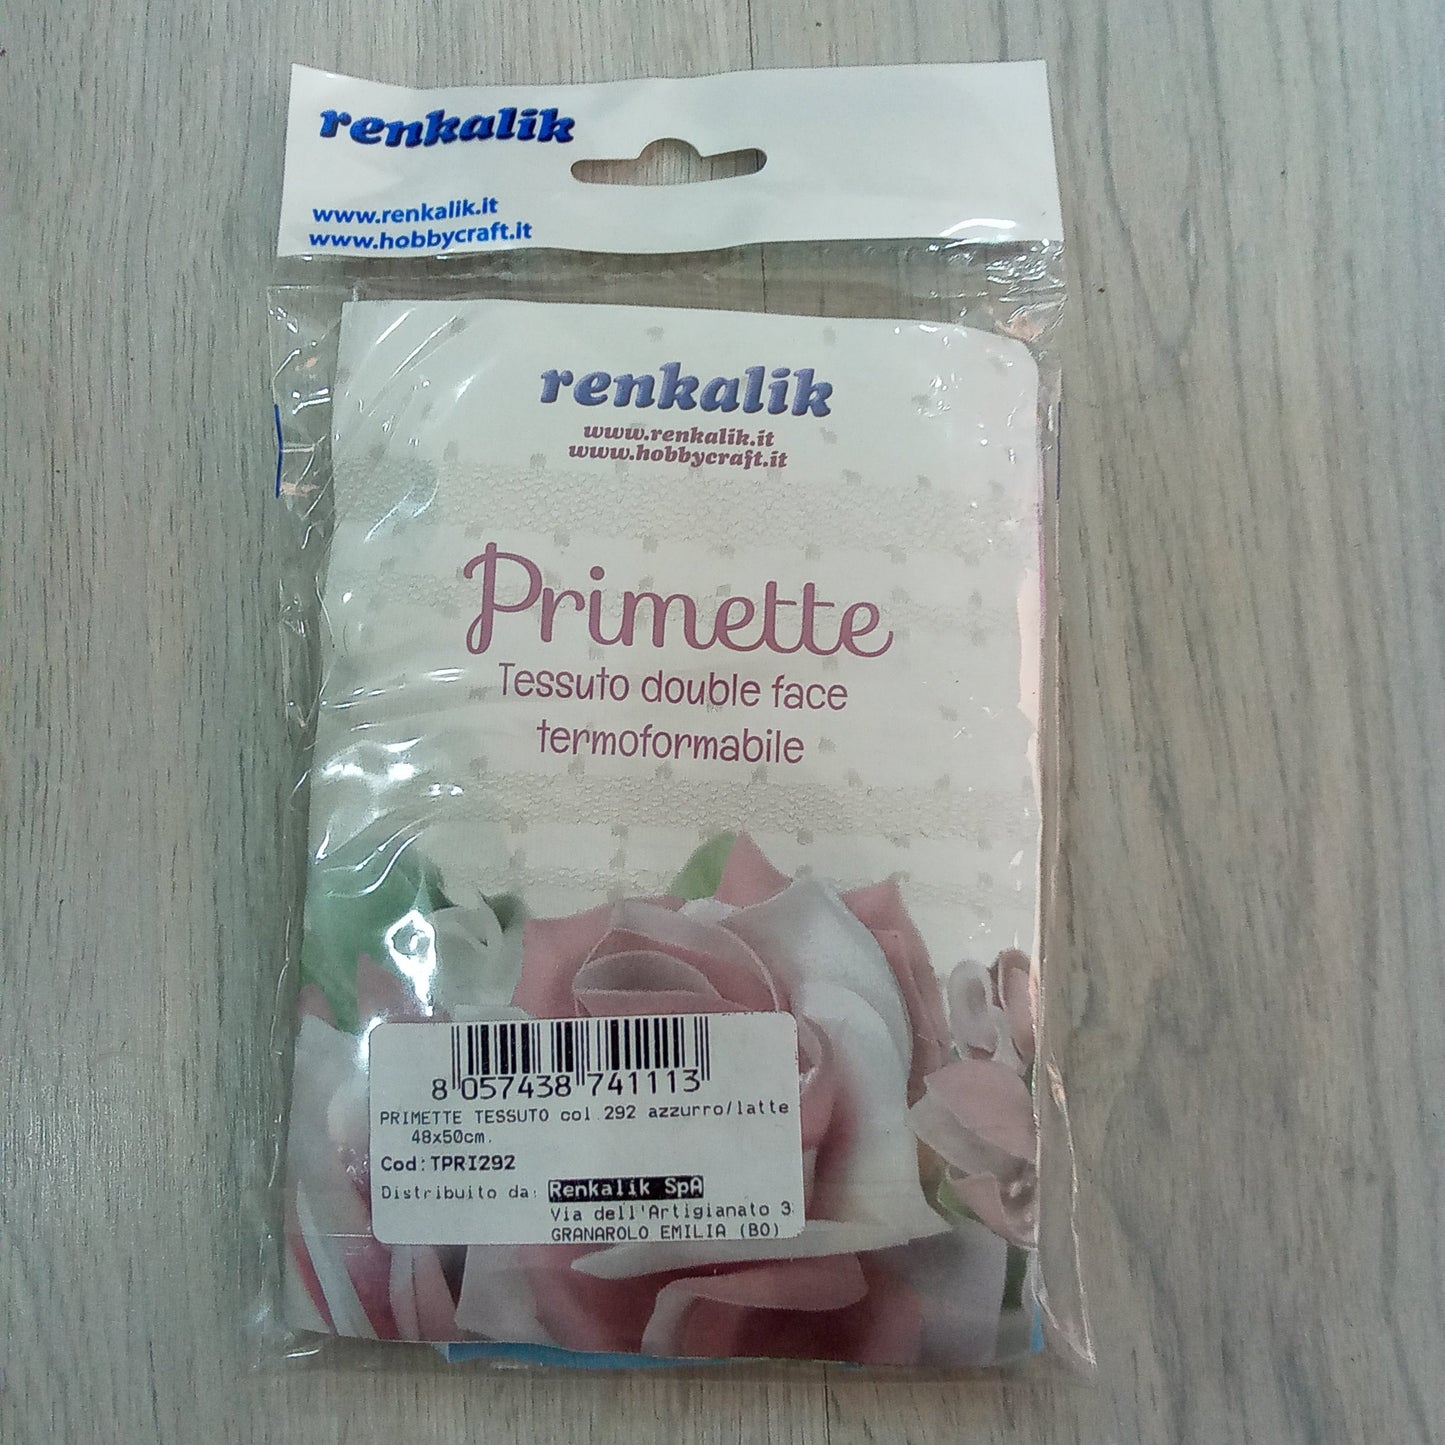 renkalik
www.renkalik.it
www.hobbycraft.it
renkalik
www.renkalik.it
www.hobbycraft.it
Primette
Tessuto double face
termoformabile
8 057438 741113
PRIMETTE TESSUTO col.292 azzurro/latte
48x50cm.
Cod:TPRI292
Distribuito da: Renkalik SpA
Via dell'Artigianato 3
GRANAROLO EMILIA (BO)